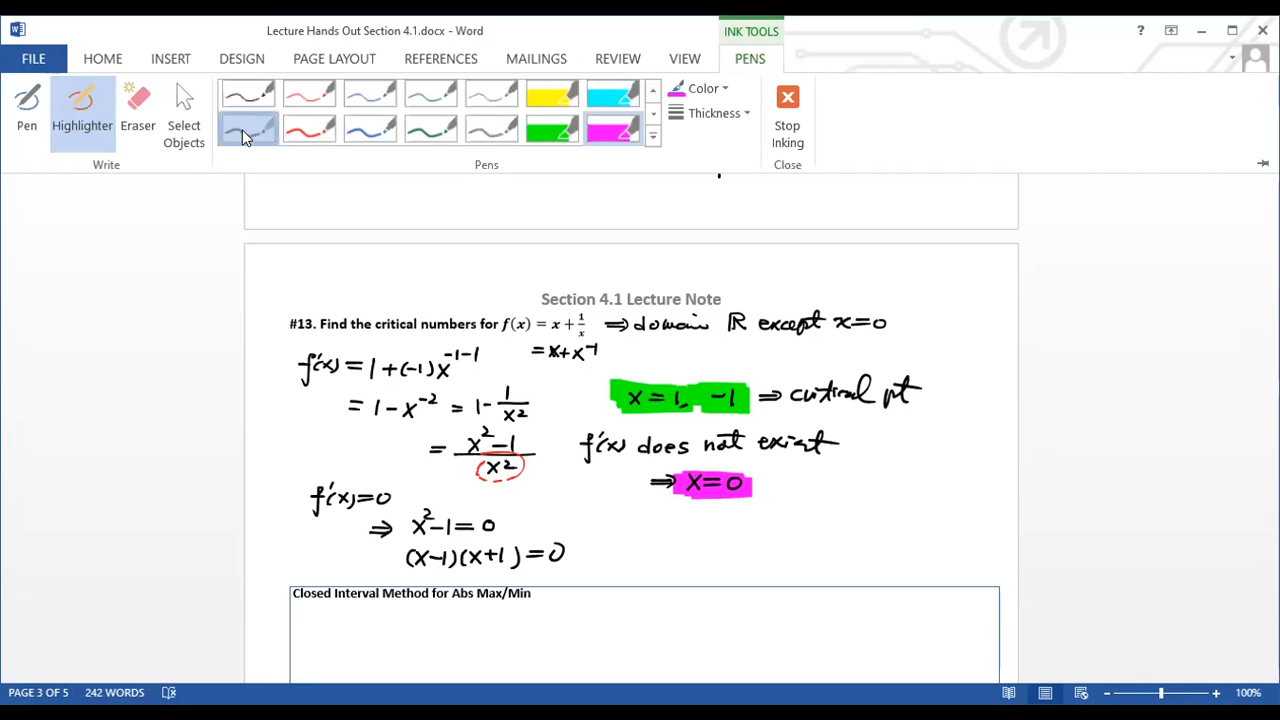 Lecture Hands Out Section 4.1.docx - Word
INK TOOLS
?
FILE HOME INSERT DESIGN PAGE LAYOUT REFERENCES MAILINGS REVIEW VIEW PENS
Pen Highlighter Eraser Select Objects
Color
Thickness
Stop Inking
Write Pens Close
Section 4.1 Lecture Note
#13. Find the critical numbers for f(x) = x + 1/x ⇒ domain ℝ except x=0
= x + x⁻¹
f'(x) = 1 + (-1)x⁻¹⁻¹
= 1 - x⁻² = 1 - 1/x²
= (x² - 1)/x²
x = 1, -1 ⇒ critical pt
f'(x) does not exist
⇒ x = 0
f'(x) = 0
⇒ x² - 1 = 0
(x-1)(x+1) = 0
Closed Interval Method for Abs Max/Min
PAGE 3 OF 5 242 WORDS 100%